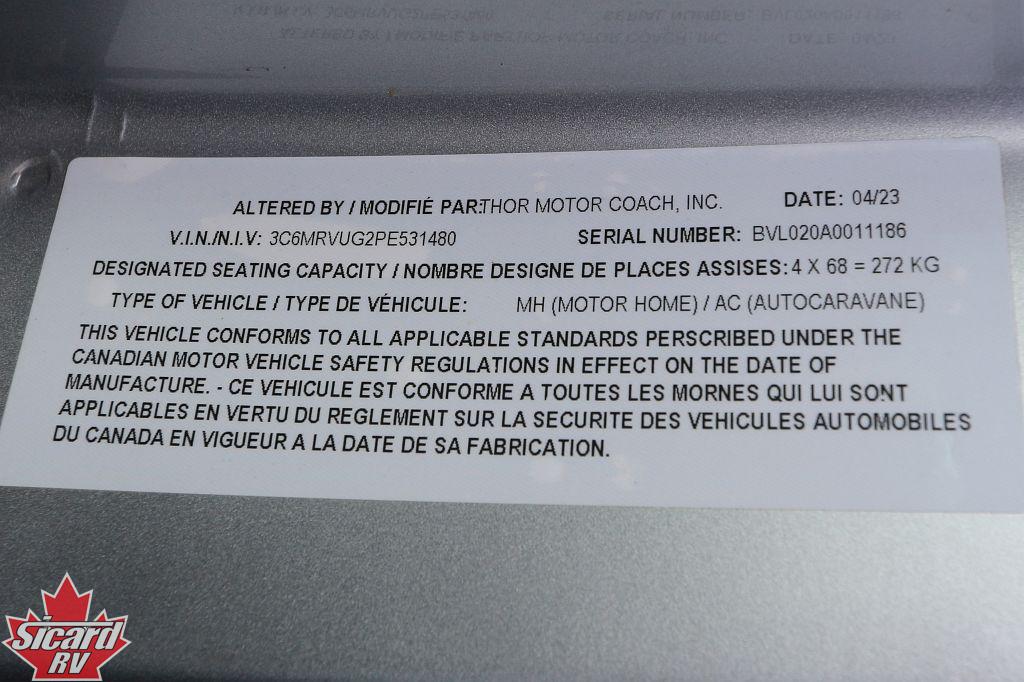 ALTERED BY / MODIFIÉ PAR:THOR MOTOR COACH, INC. DATE: 04/23
V.I.N./N.I.V: 3C6MRVUG2PE531480 SERIAL NUMBER: BVL020A0011186
DESIGNATED SEATING CAPACITY / NOMBRE DESIGNE DE PLACES ASSISES: 4 X 68 = 272 KG
TYPE OF VEHICLE / TYPE DE VÉHICULE: MH (MOTOR HOME) / AC (AUTOCARAVANE)
THIS VEHICLE CONFORMS TO ALL APPLICABLE STANDARDS PERSCRIBED UNDER THE
CANADIAN MOTOR VEHICLE SAFETY REGULATIONS IN EFFECT ON THE DATE OF
MANUFACTURE. - CE VEHICULE EST CONFORME A TOUTES LES MORNES QUI LUI SONT
APPLICABLES EN VERTU DU REGLEMENT SUR LA SECURITE DES VEHICULES AUTOMOBILES
DU CANADA EN VIGUEUR A LA DATE DE SA FABRICATION.
Sicard
RV